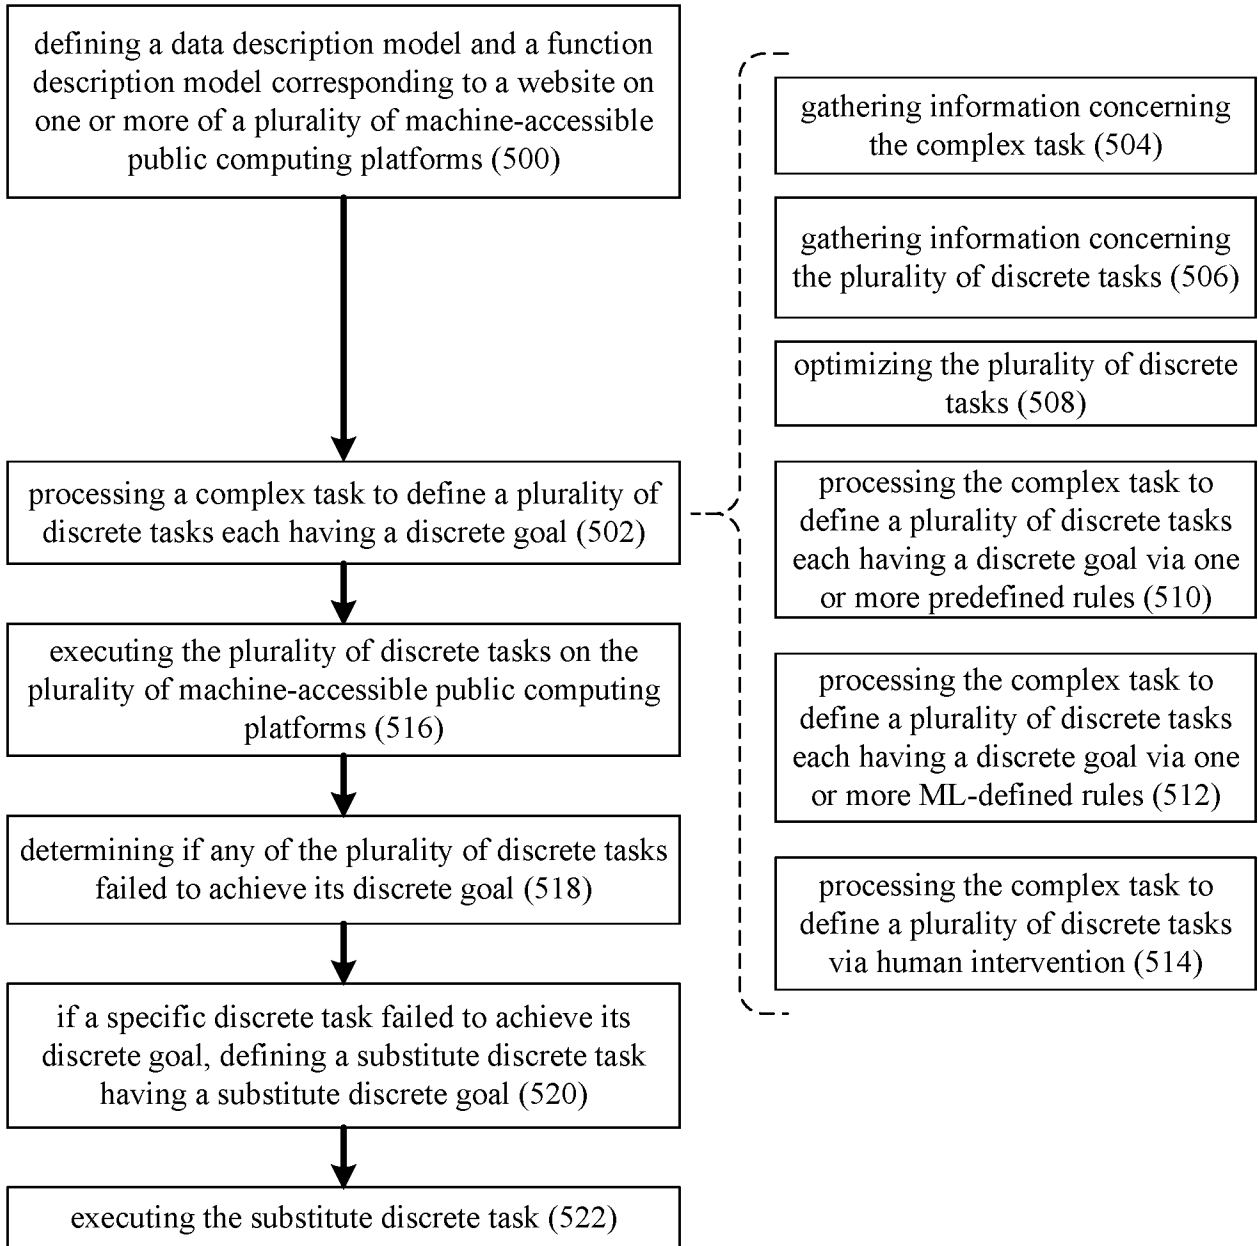 defining a data description model and a function
description model corresponding to a website on
one or more of a plurality of machine-accessible
public computing platforms (500)
processing a complex task to define a plurality of
discrete tasks each having a discrete goal (502)
executing the plurality of discrete tasks on the
plurality of machine-accessible public computing
platforms (516)
determining if any of the plurality of discrete tasks
failed to achieve its discrete goal (518)
if a specific discrete task failed to achieve its
discrete goal, defining a substitute discrete task
having a substitute discrete goal (520)
executing the substitute discrete task (522)
gathering information concerning
the complex task (504)
gathering information concerning
the plurality of discrete tasks (506)
optimizing the plurality of discrete
tasks (508)
processing the complex task to
define a plurality of discrete tasks
each having a discrete goal via one
or more predefined rules (510)
processing the complex task to
define a plurality of discrete tasks
each having a discrete goal via one
or more ML-defined rules (512)
processing the complex task to
define a plurality of discrete tasks
via human intervention (514)